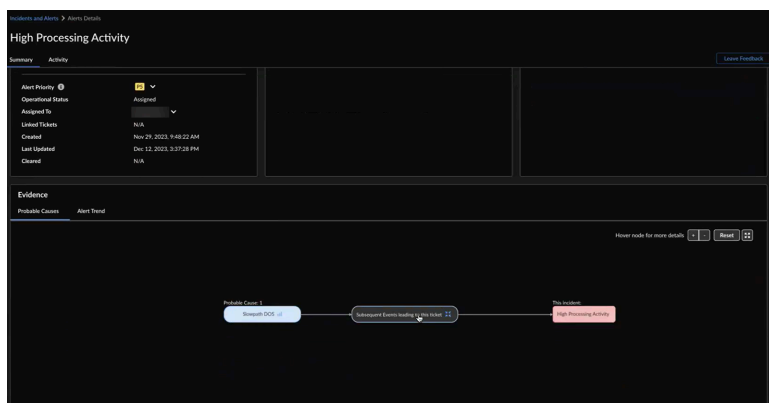 Incidents and Alerts > Alerts Details
High Processing Activity
Summary Activity
Leave Feedback
Alert Priority
Operational Status Assigned
Assigned To
Linked Tickets N/A
Created Nov 29, 2023, 9:48:22 AM
Last Updated Dec 12, 2023, 3:37:28 PM
Cleared N/A
Evidence
Probable Causes Alert Trend
Hover node for more details + - Reset
Probable Cause: 1
Slowpath DOS
Subsequent Events leading to this ticket
This incident:
High Processing Activity